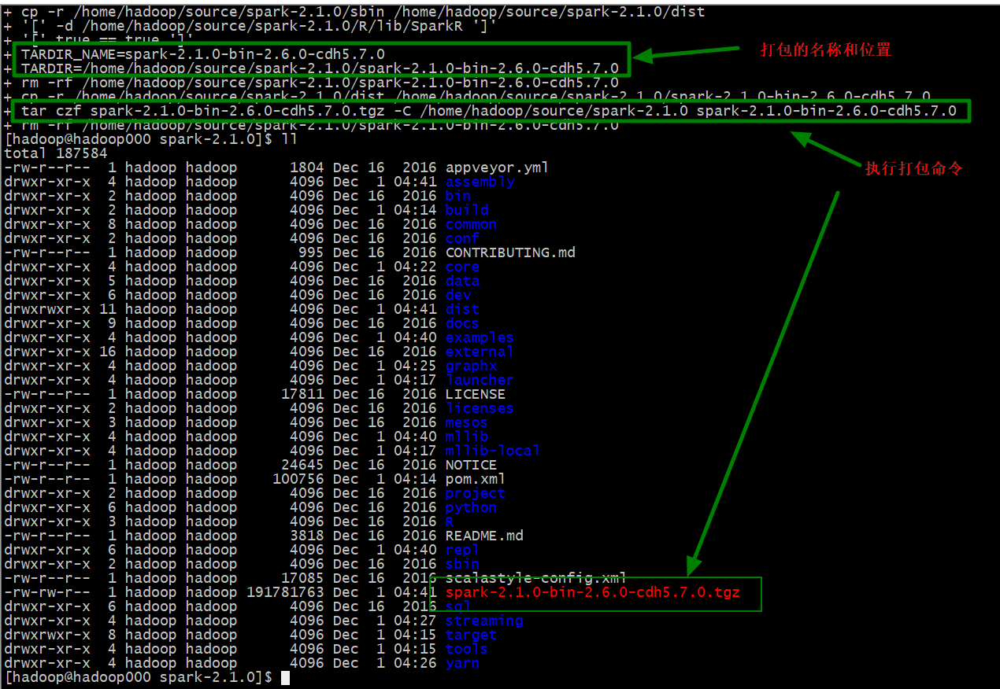 + cp -r /home/hadoop/source/spark-2.1.0/sbin /home/hadoop/source/spark-2.1.0/dist
+ '[' -d /home/hadoop/source/spark-2.1.0/R/lib/SparkR ']'
+ '[' true == true ']'
+ TARDIR_NAME=spark-2.1.0-bin-2.6.0-cdh5.7.0
打包的名称和位置
+ TARDIR=/home/hadoop/source/spark-2.1.0/spark-2.1.0-bin-2.6.0-cdh5.7.0
+ rm -rf /home/hadoop/source/spark-2.1.0/spark-2.1.0-bin-2.6.0-cdh5.7.0
+ cp -r /home/hadoop/source/spark-2.1.0/dist /home/hadoop/source/spark-2.1.0/spark-2.1.0-bin-2.6.0-cdh5.7.0
+ tar czf spark-2.1.0-bin-2.6.0-cdh5.7.0.tgz -C /home/hadoop/source/spark-2.1.0 spark-2.1.0-bin-2.6.0-cdh5.7.0
+ rm -rf /home/hadoop/source/spark-2.1.0/spark-2.1.0-bin-2.6.0-cdh5.7.0
[hadoop@hadoop000 spark-2.1.0]$ ll
total 187584
-rw-r--r--  1 hadoop hadoop      1804 Dec 16  2016 appveyor.yml
执行打包命令
drwxr-xr-x  4 hadoop hadoop      4096 Dec  1 04:41 assembly
drwxr-xr-x  2 hadoop hadoop      4096 Dec 16  2016 bin
drwxr-xr-x  2 hadoop hadoop      4096 Dec  1 04:14 build
drwxr-xr-x  8 hadoop hadoop      4096 Dec 16  2016 common
drwxr-xr-x  2 hadoop hadoop      4096 Dec 16  2016 conf
-rw-r--r--  1 hadoop hadoop       995 Dec 16  2016 CONTRIBUTING.md
drwxr-xr-x  4 hadoop hadoop      4096 Dec  1 04:22 core
drwxr-xr-x  5 hadoop hadoop      4096 Dec 16  2016 data
drwxr-xr-x  6 hadoop hadoop      4096 Dec 16  2016 dev
drwxrwxr-x 11 hadoop hadoop      4096 Dec  1 04:41 dist
drwxr-xr-x  9 hadoop hadoop      4096 Dec 16  2016 docs
drwxr-xr-x  4 hadoop hadoop      4096 Dec  1 04:40 examples
drwxr-xr-x 16 hadoop hadoop      4096 Dec 16  2016 external
drwxr-xr-x  4 hadoop hadoop      4096 Dec  1 04:25 graphx
drwxr-xr-x  4 hadoop hadoop      4096 Dec  1 04:17 launcher
-rw-r--r--  1 hadoop hadoop     17811 Dec 16  2016 LICENSE
drwxr-xr-x  2 hadoop hadoop      4096 Dec 16  2016 licenses
drwxr-xr-x  3 hadoop hadoop      4096 Dec 16  2016 mesos
drwxr-xr-x  4 hadoop hadoop      4096 Dec  1 04:40 mllib
drwxr-xr-x  4 hadoop hadoop      4096 Dec  1 04:17 mllib-local
-rw-r--r--  1 hadoop hadoop     24645 Dec 16  2016 NOTICE
-rw-r--r--  1 hadoop hadoop    100756 Dec  1 04:14 pom.xml
drwxr-xr-x  2 hadoop hadoop      4096 Dec 16  2016 project
drwxr-xr-x  6 hadoop hadoop      4096 Dec 16  2016 python
drwxr-xr-x  3 hadoop hadoop      4096 Dec 16  2016 R
-rw-r--r--  1 hadoop hadoop      3818 Dec 16  2016 README.md
drwxr-xr-x  6 hadoop hadoop      4096 Dec  1 04:40 repl
drwxr-xr-x  2 hadoop hadoop      4096 Dec 16  2016 sbin
-rw-r--r--  1 hadoop hadoop     17085 Dec 16  2016 scalastyle-config.xml
-rw-rw-r--  1 hadoop hadoop 191781763 Dec  1 04:41 spark-2.1.0-bin-2.6.0-cdh5.7.0.tgz
drwxr-xr-x  6 hadoop hadoop      4096 Dec 16  2016 sql
drwxr-xr-x  4 hadoop hadoop      4096 Dec  1 04:27 streaming
drwxrwxr-x  8 hadoop hadoop      4096 Dec  1 04:15 target
drwxr-xr-x  4 hadoop hadoop      4096 Dec  1 04:15 tools
drwxr-xr-x  4 hadoop hadoop      4096 Dec  1 04:26 yarn
[hadoop@hadoop000 spark-2.1.0]$